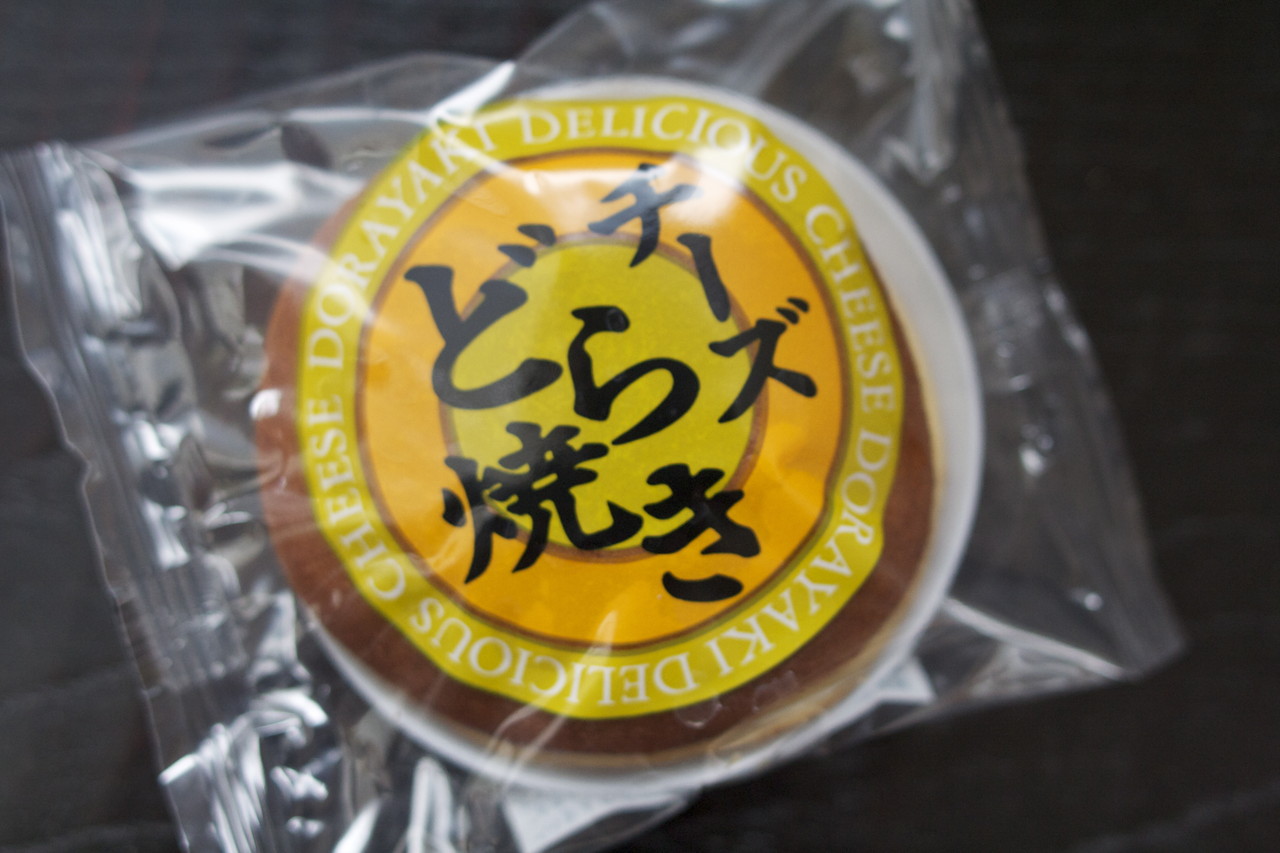 チーズ
どら
焼き
DELICIOUS CHEESE DORAYAKI DELICIOUS CHEESE DORAYAKI